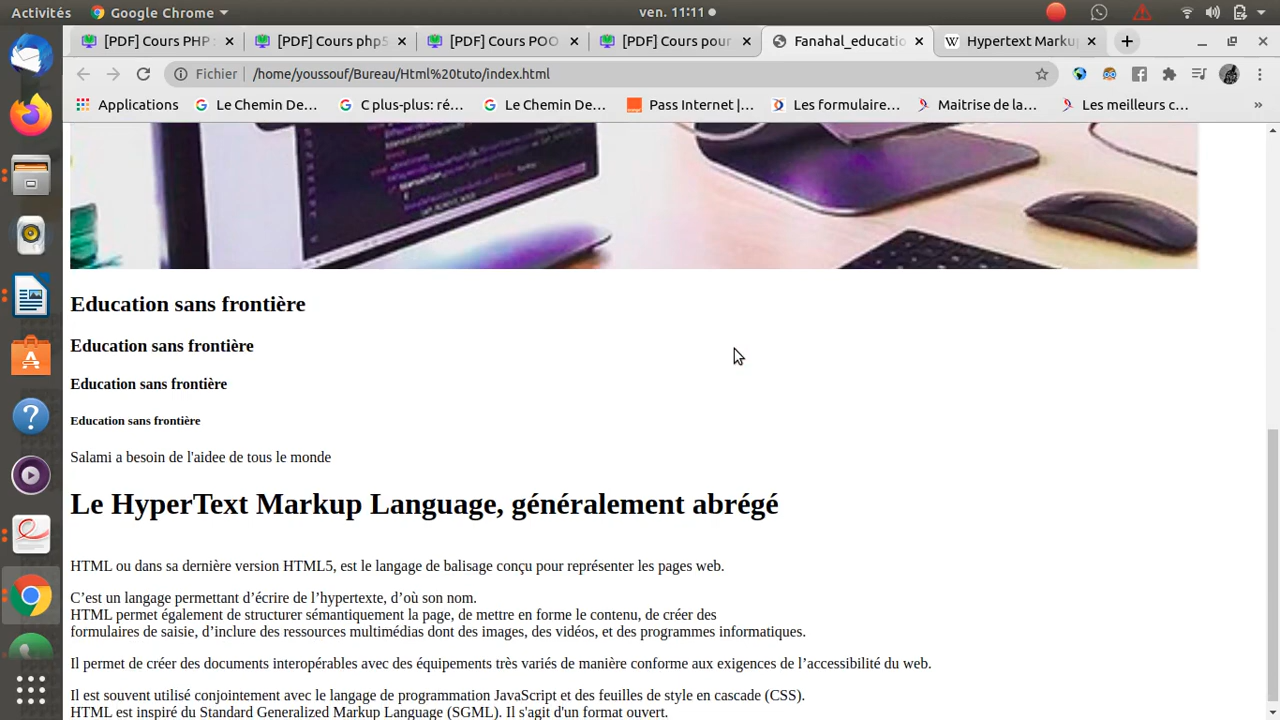 Activités
Google Chrome
ven. 11:11
[PDF] Cours PHP
[PDF] Cours php5
[PDF] Cours POO
[PDF] Cours pour
Fanahal_educatio
Hypertext Marku
Fichier
/home/youssouf/Bureau/Html%20tuto/index.html
Applications
Le Chemin De...
C plus-plus: ré...
Le Chemin De...
Pass Internet |...
Les formulaire...
Maitrise de la...
Les meilleurs c...
»
Education sans frontière
Education sans frontière
Education sans frontière
Education sans frontière
Salami a besoin de l'aidee de tous le monde
Le HyperText Markup Language, généralement abrégé
HTML ou dans sa dernière version HTML5, est le langage de balisage conçu pour représenter les pages web.
C’est un langage permettant d’écrire de l’hypertexte, d’où son nom.
HTML permet également de structurer sémantiquement la page, de mettre en forme le contenu, de créer des
formulaires de saisie, d’inclure des ressources multimédias dont des images, des vidéos, et des programmes informatiques.
Il permet de créer des documents interopérables avec des équipements très variés de manière conforme aux exigences de l’accessibilité du web.
Il est souvent utilisé conjointement avec le langage de programmation JavaScript et des feuilles de style en cascade (CSS).
HTML est inspiré du Standard Generalized Markup Language (SGML). Il s'agit d'un format ouvert.